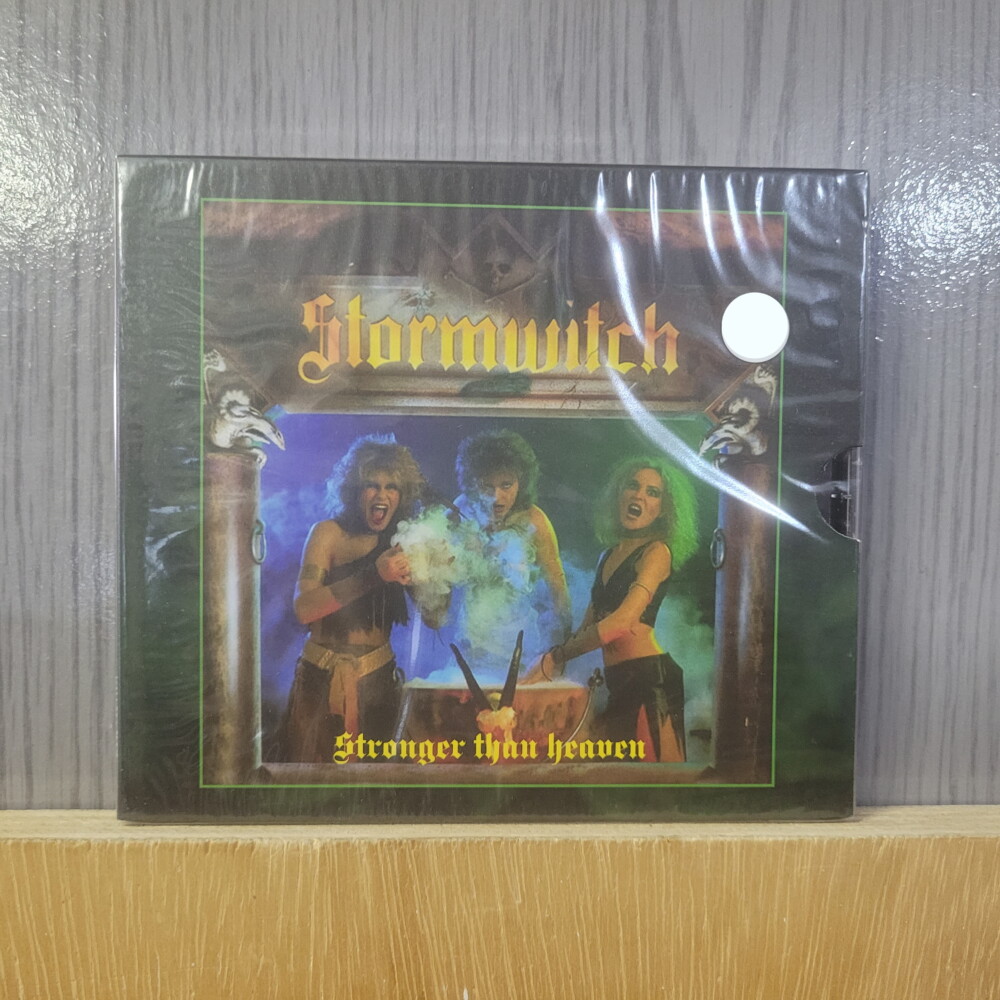 Stormwitch
Stronger than heaven